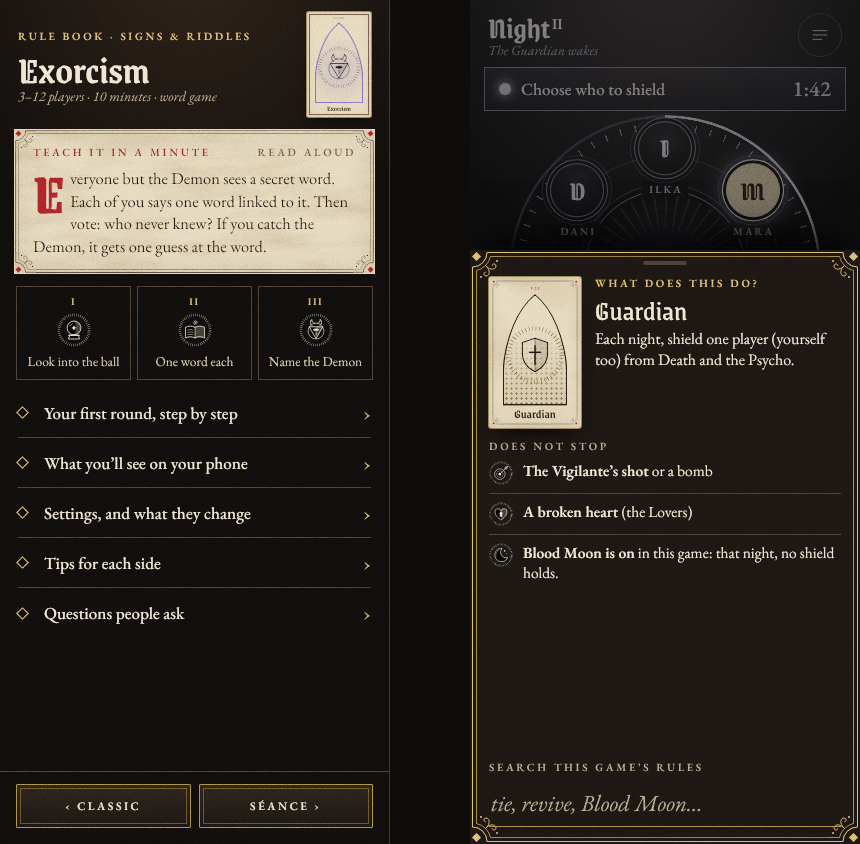 RULE BOOK · SIGNS & RIDDLES
Exorcism
3–12 players · 10 minutes · word game
Exorcism
TEACH IT IN A MINUTE
READ ALOUD
Everyone but the Demon sees a secret word.
Each of you says one word linked to it. Then
vote: who never knew? If you catch the
Demon, it gets one guess at the word.
I
Look into the ball
II
One word each
III
Name the Demon
Your first round, step by step ›
What you’ll see on your phone ›
Settings, and what they change ›
Tips for each side ›
Questions people ask ›
‹ CLASSIC
SÉANCE ›
Night II
The Guardian wakes
Choose who to shield
1:42
D
DANI
I
ILKA
M
MARA
VII
Guardian
WHAT DOES THIS DO?
Guardian
Each night, shield one player (yourself
too) from Death and the Psycho.
DOES NOT STOP
The Vigilante’s shot or a bomb
A broken heart (the Lovers)
Blood Moon is on in this game: that night, no shield
holds.
SEARCH THIS GAME’S RULES
tie, revive, Blood Moon...